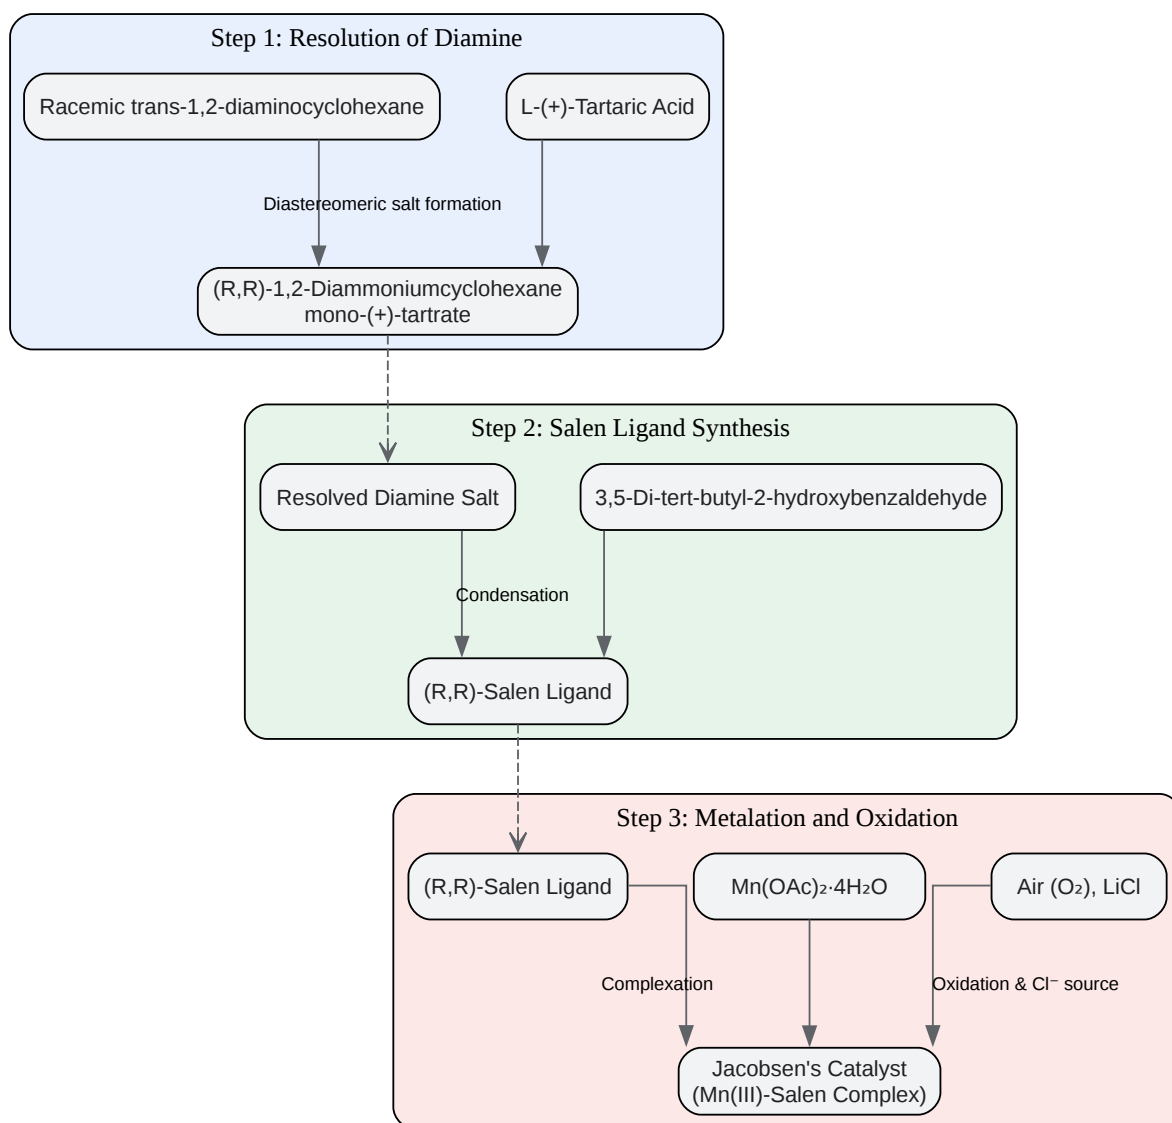 Step 1: Resolution of Diamine
Racemic trans-1,2-diaminocyclohexane
L-(+)-Tartaric Acid
Diastereomeric salt formation
(R,R)-1,2-Diammoniumcyclohexane
mono-(+)-tartrate
Step 2: Salen Ligand Synthesis
Resolved Diamine Salt
3,5-Di-tert-butyl-2-hydroxybenzaldehyde
Condensation
(R,R)-Salen Ligand
Step 3: Metalation and Oxidation
(R,R)-Salen Ligand
Mn(OAc)₂·4H₂O
Air (O₂), LiCl
Complexation
Oxidation & Cl⁻ source
Jacobsen's Catalyst
(Mn(III)-Salen Complex)